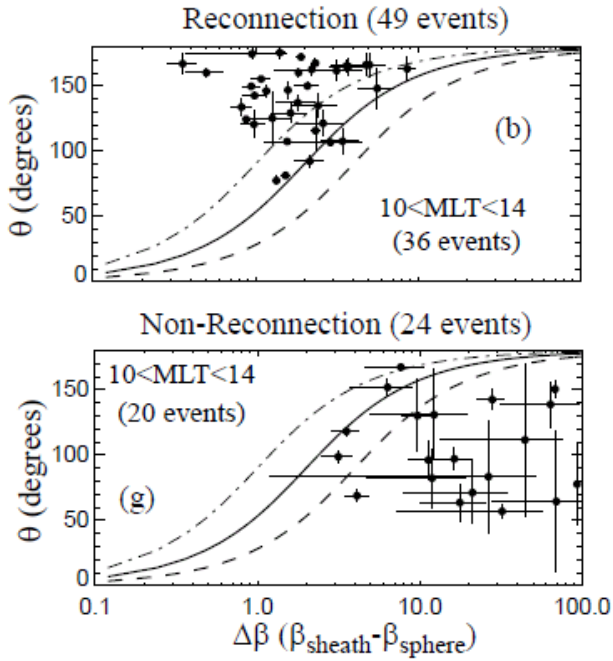 Reconnection (49 events)
θ (degrees)
150
100
50
0
(b)
10<MLT<14
(36 events)
Non-Reconnection (24 events)
θ (degrees)
150
100
50
0
10<MLT<14
(20 events)
(g)
0.1 1.0 10.0 100.0
Δβ (βsheath-βsphere)